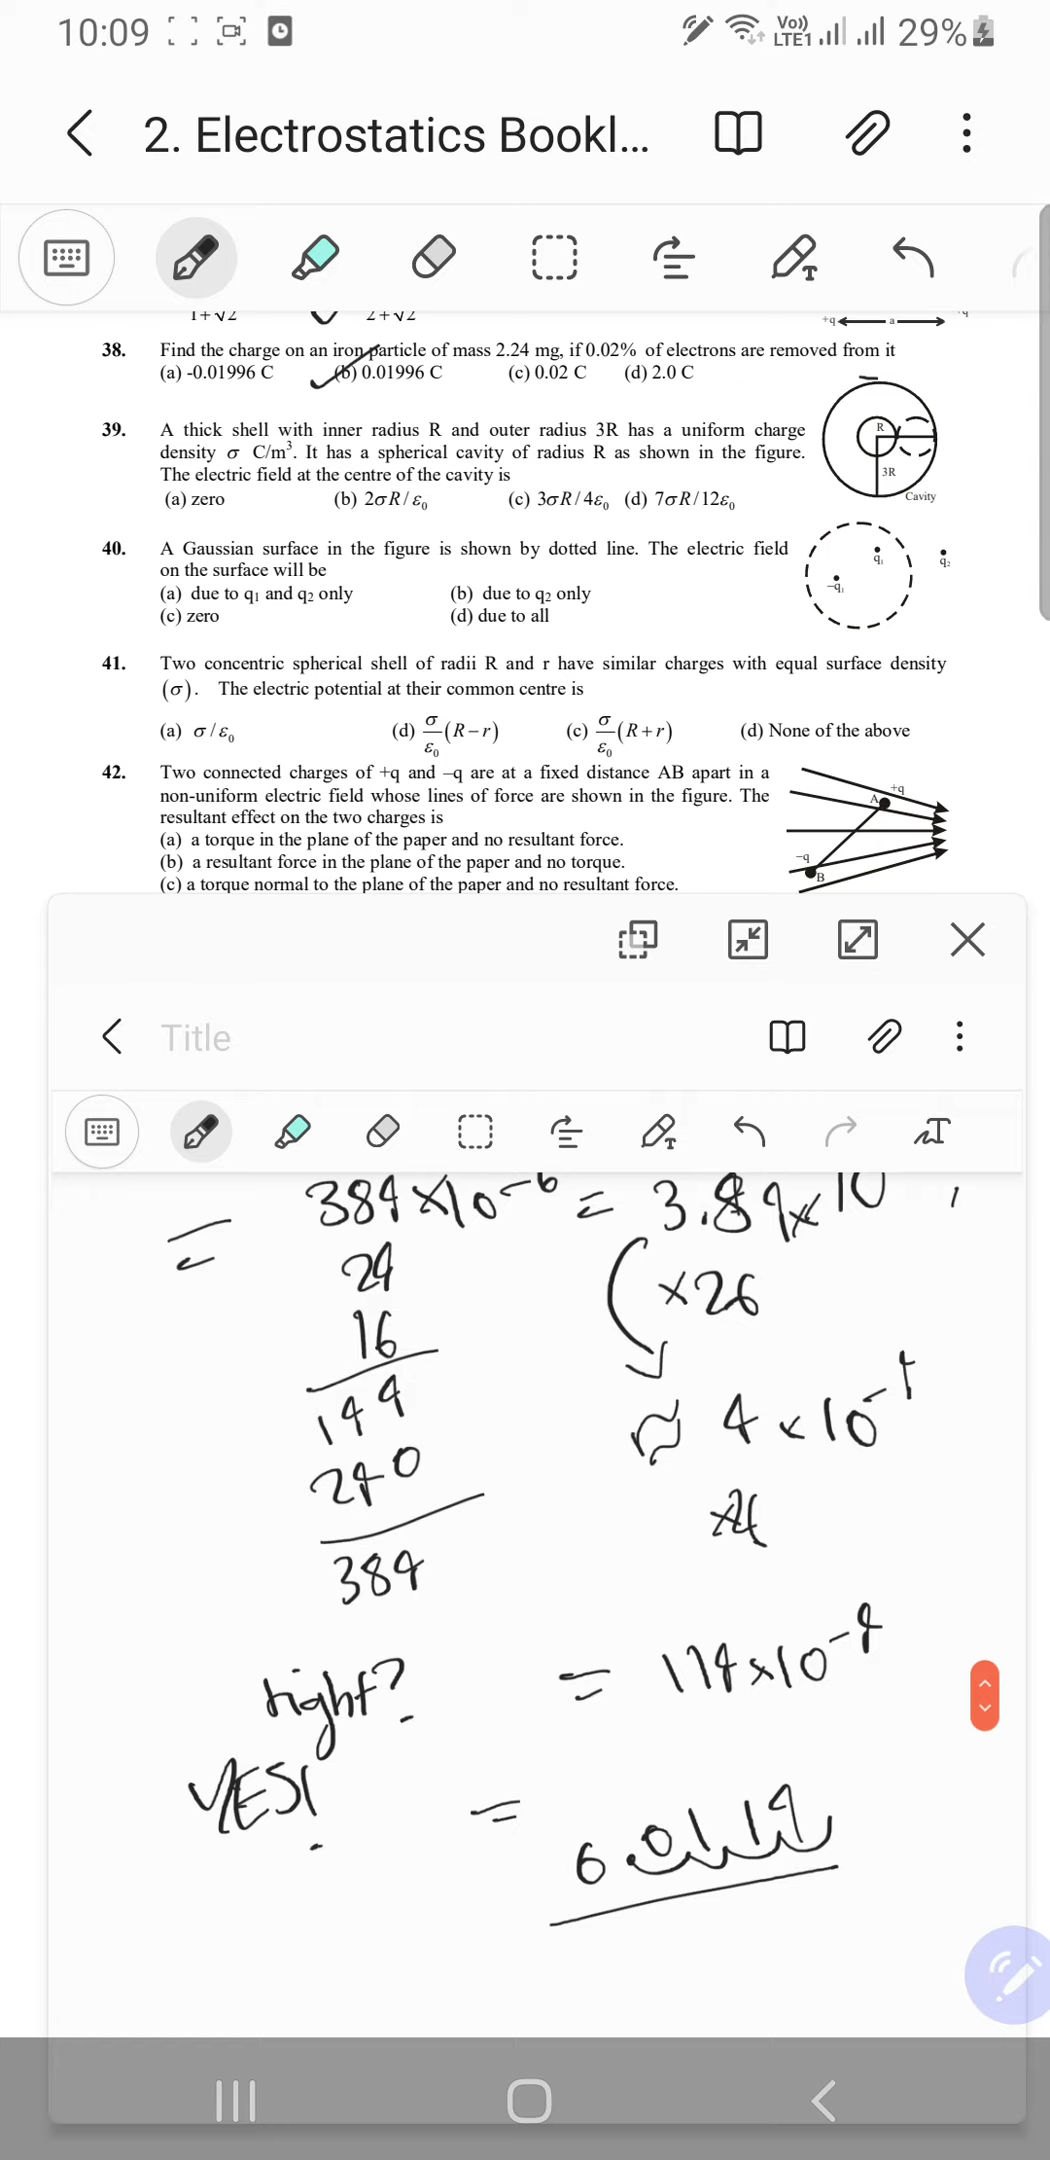 10:09 Vo)) LTE1 29%
2. Electrostatics Bookl...
1+√2 2+√2 +q a
38. Find the charge on an iron particle of mass 2.24 mg, if 0.02% of electrons are removed from it
(a) -0.01996 C (b) 0.01996 C (c) 0.02 C (d) 2.0 C
39. A thick shell with inner radius R and outer radius 3R has a uniform charge
density σ C/m³. It has a spherical cavity of radius R as shown in the figure.
The electric field at the centre of the cavity is
(a) zero (b) 2σR/ε₀ (c) 3σR/4ε₀ (d) 7σR/12ε₀
R
3R
Cavity
40. A Gaussian surface in the figure is shown by dotted line. The electric field
on the surface will be
(a) due to q₁ and q₂ only (b) due to q₂ only
(c) zero (d) due to all
q₁ q₂
-q₁
41. Two concentric spherical shell of radii R and r have similar charges with equal surface density
(σ). The electric potential at their common centre is
(a) σ/ε₀ (d) σ/ε₀ (R−r) (c) σ/ε₀ (R+r) (d) None of the above
42. Two connected charges of +q and –q are at a fixed distance AB apart in a
non-uniform electric field whose lines of force are shown in the figure. The
resultant effect on the two charges is
(a) a torque in the plane of the paper and no resultant force.
(b) a resultant force in the plane of the paper and no torque.
(c) a torque normal to the plane of the paper and no resultant force.
+q
A
-q
B
Title
= 384 ×10⁻⁶ = 3.84×10
24 ×26
16
144 ≈ 4×10⁻⁴
240
384
right?
YES!